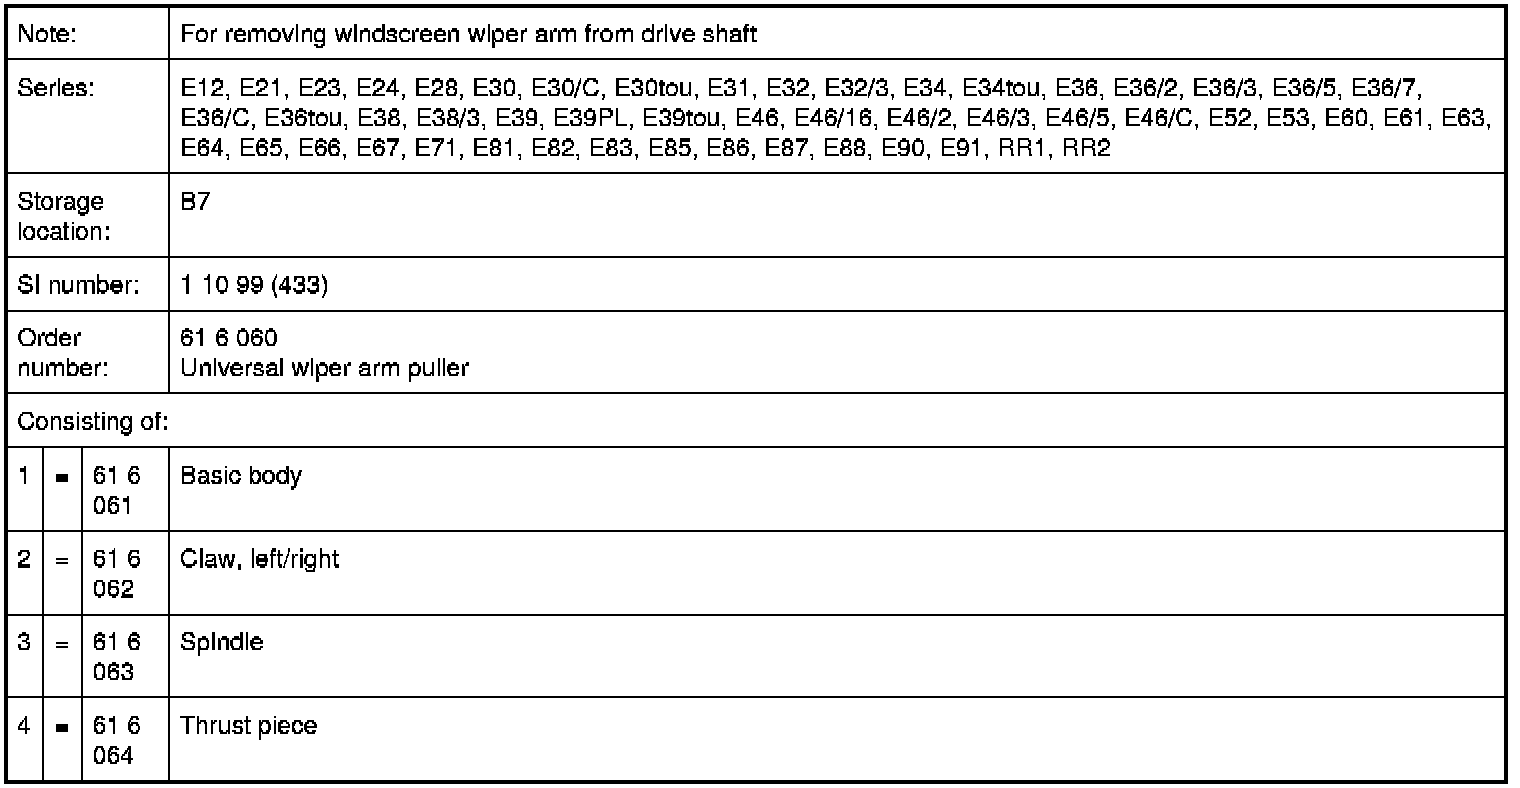 Note: For removing windscreen wiper arm from drive shaft
Series: E12, E21, E23, E24, E28, E30, E30/C, E30tou, E31, E32, E32/3, E34, E34tou, E36, E36/2, E36/3, E36/5, E36/7,
E36/C, E36tou, E38, E38/3, E39, E39PL, E39tou, E46, E46/16, E46/2, E46/3, E46/5, E46/C, E52, E53, E60, E61, E63,
E64, E65, E66, E67, E71, E81, E82, E83, E85, E86, E87, E88, E90, E91, RR1, RR2
Storage
location:
B7
SI number: 1 10 99 (433)
Order
number:
61 6 060
Universal wiper arm puller
Consisting of:
1 = 61 6
061
Basic body
2 = 61 6
062
Claw, left/right
3 = 61 6
063
Spindle
4 = 61 6
064
Thrust piece